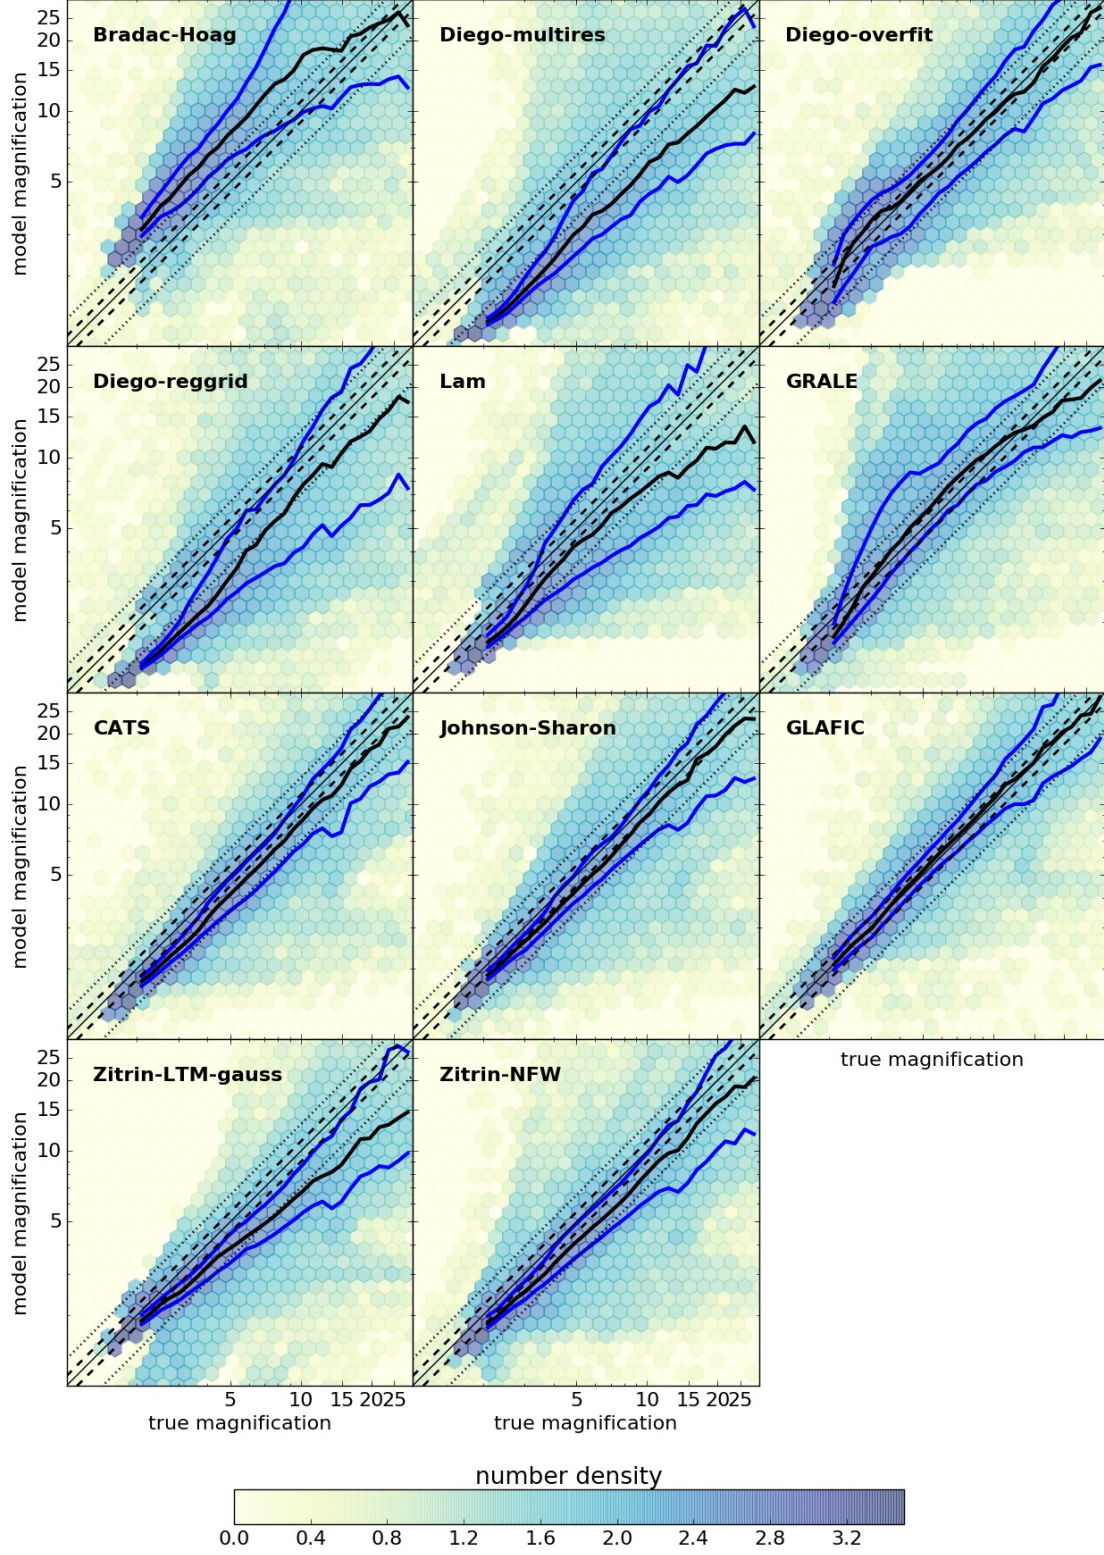 25
20
15
10
5
model magnification
Bradac-Hoag
Diego-multires
Diego-overfit
25
20
15
10
5
model magnification
Diego-reggrid
Lam
GRALE
25
20
15
10
5
model magnification
CATS
Johnson-Sharon
GLAFIC
true magnification
25
20
15
10
5
model magnification
Zitrin-LTM-gauss
Zitrin-NFW
5 10 15 20 25
5 10 15 20 25
true magnification
true magnification
number density
0.0 0.4 0.8 1.2 1.6 2.0 2.4 2.8 3.2